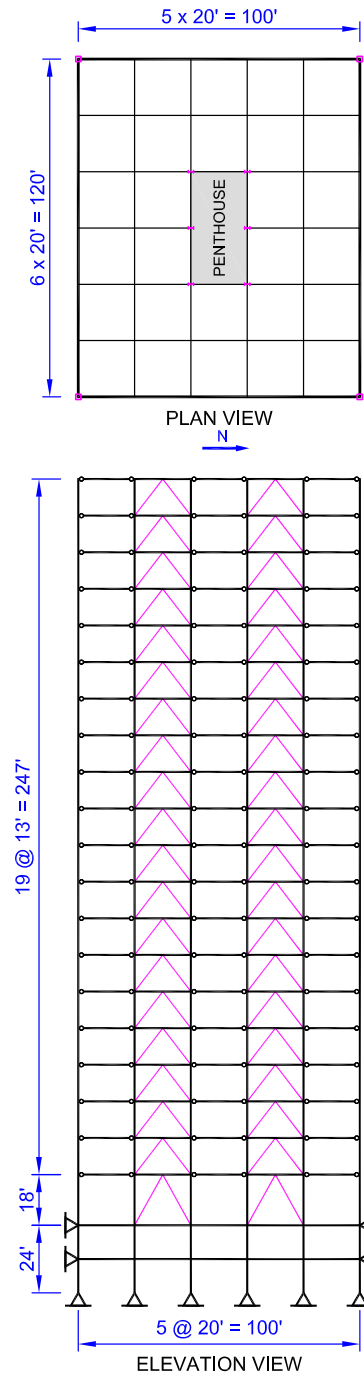 5 x 20' = 100'
6 x 20' = 120'
PENTHOUSE
PLAN VIEW
N
19 @ 13' = 247'
18'
24'
5 @ 20' = 100'
ELEVATION VIEW